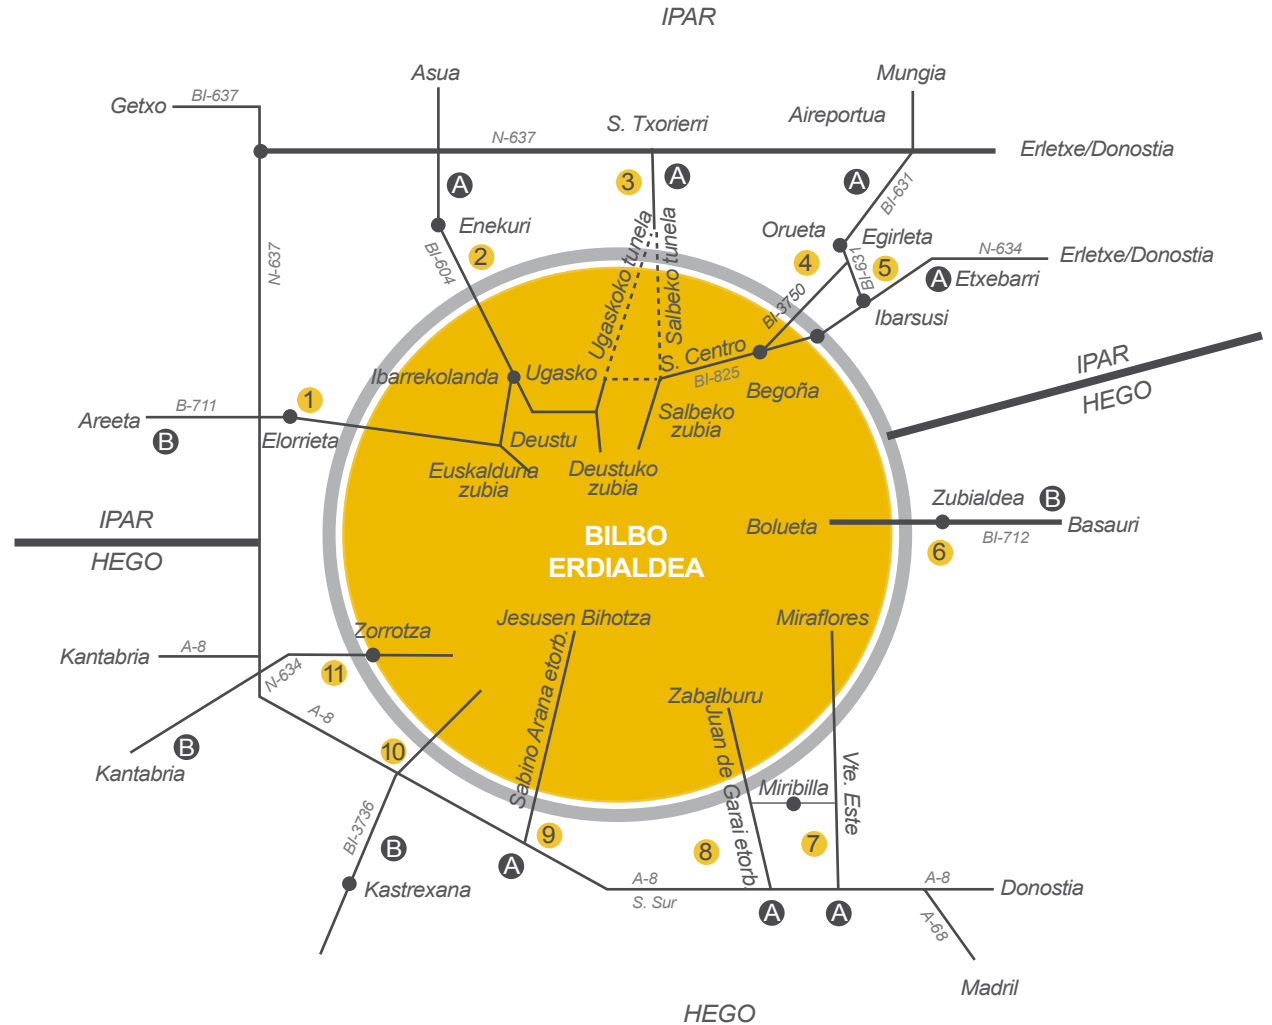 IPAR
Asua
Mungia
Getxo
BI-637
Aireportua
S. Txorierri
N-637
Erletxe/Donostia
A
3
A
A
BI-631
Enekuri
Orueta
Egirleta
N-634
Erletxe/Donostia
N-637
BI-604
2
Ugaskoko tunela
Salbeko tunela
4
BI-631
5
A
Etxebarri
BI-3750
Ibarsusi
IPAR
HEGO
Ibarrekolanda
Ugasko
S. Centro
BI-825
Begoña
1
B-711
Areeta
B
Elorrieta
Deustu
Salbeko
zubia
Euskalduna
zubia
Deustuko
zubia
IPAR
HEGO
Zubialdea
B
Bolueta
Basauri
BI-712
6
BILBO
ERDIALDEA
Jesusen Bihotza
Miraflores
Zorrotza
Kantabria
A-8
N-634
11
Sabino Arana etorb.
Zabalburu
Juan de Garai etorb.
A-8
B
Kantabria
10
Vte. Este
Miribilla
BI-3736
B
9
8
7
A
Kastrexana
A-8
S. Sur
A
A
A-8
Donostia
A-68
Madril
HEGO